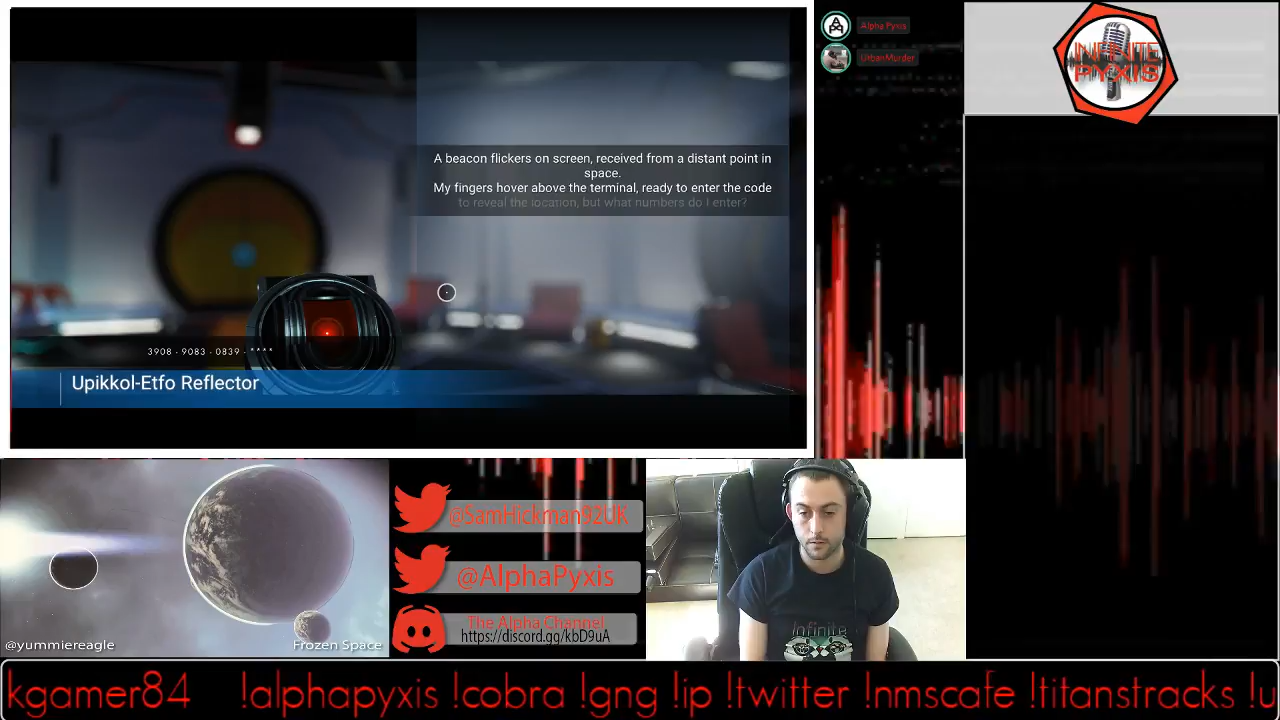 A beacon flickers on screen, received from a distant point in
space.
My fingers hover above the terminal, ready to enter the code
to reveal the location, but what numbers do I enter?
3908 - 9083 - 0839 - ****
Upikkol-Etfo Reflector
Alpha Pyxis
UrbanMurder
INFINITE
PYXIS
@yummiereagle
Frozen Space
@SamHickman92UK
@AlphaPyxis
The Alpha Channel
https://discord.gg/kbD9uA
Infinite
kgamer84 !alphapyxis !cobra !gng !ip !twitter !nmscafe !titanstracks !u